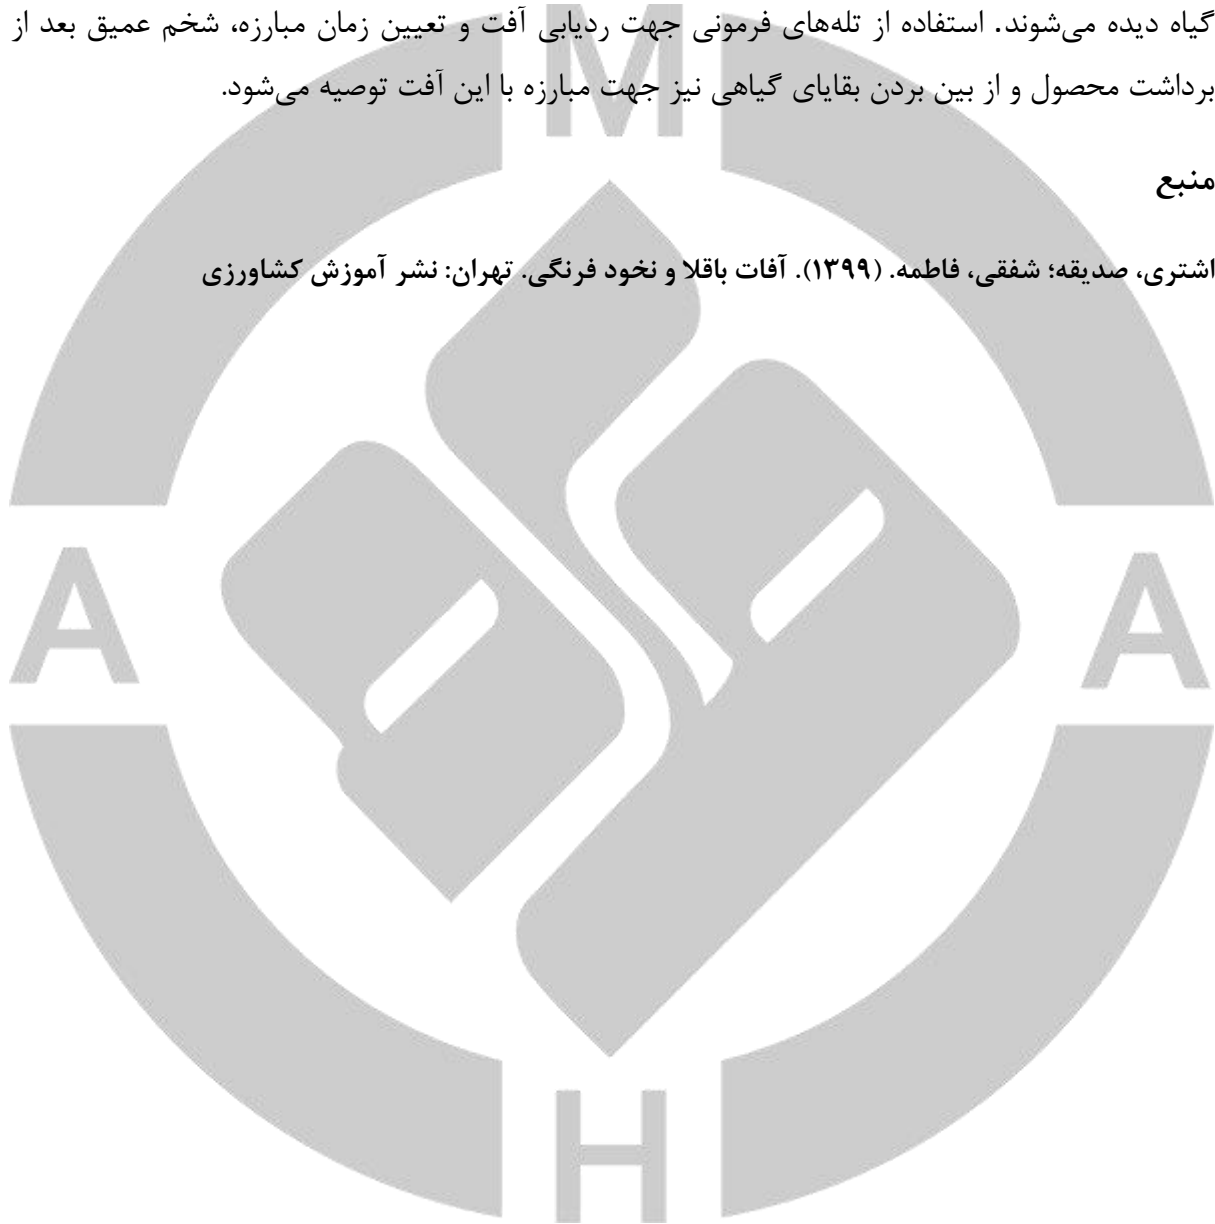 گیاه دیده می‌شوند. استفاده از تله‌های فرمونی جهت ردیابی آفت و تعیین زمان مبارزه، شخم عمیق بعد از
برداشت محصول و از بین بردن بقایای گیاهی نیز جهت مبارزه با این آفت توصیه می‌شود.
منبع
اشتری، صدیقه؛ شفقی، فاطمه. (۱۳۹۹). آفات باقلا و نخود فرنگی. تهران: نشر آموزش کشاورزی
M
A A
H